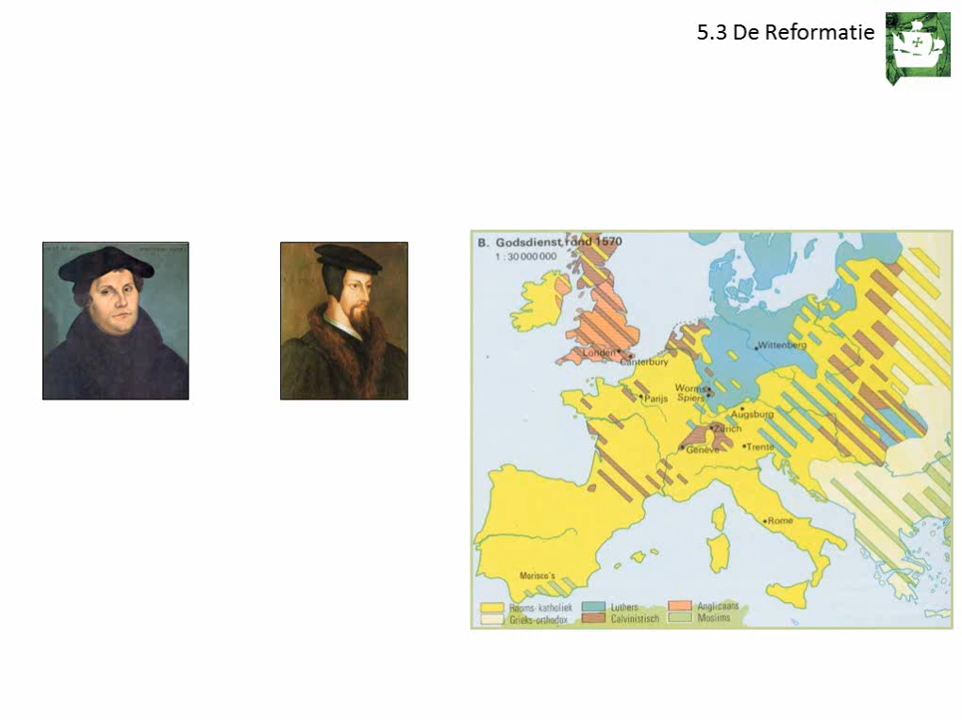 5.3 De Reformatie
B. Godsdienst, rond 1570
1 : 30 000 000
Londen
Canterbury
Wittenberg
Worms
Spiers
Parijs
Augsburg
Zürich
Genève
Trente
Rome
Morisco's
Rooms-katholiek
Luthers
Anglicaans
Grieks-orthodox
Calvinistisch
Moslims